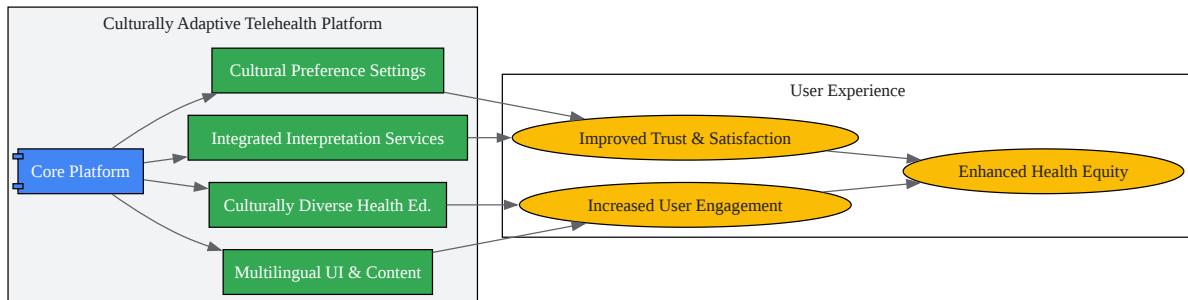 Culturally Adaptive Telehealth Platform
Cultural Preference Settings
User Experience
Integrated Interpretation Services
Improved Trust & Satisfaction
Core Platform
Enhanced Health Equity
Culturally Diverse Health Ed.
Increased User Engagement
Multilingual UI & Content